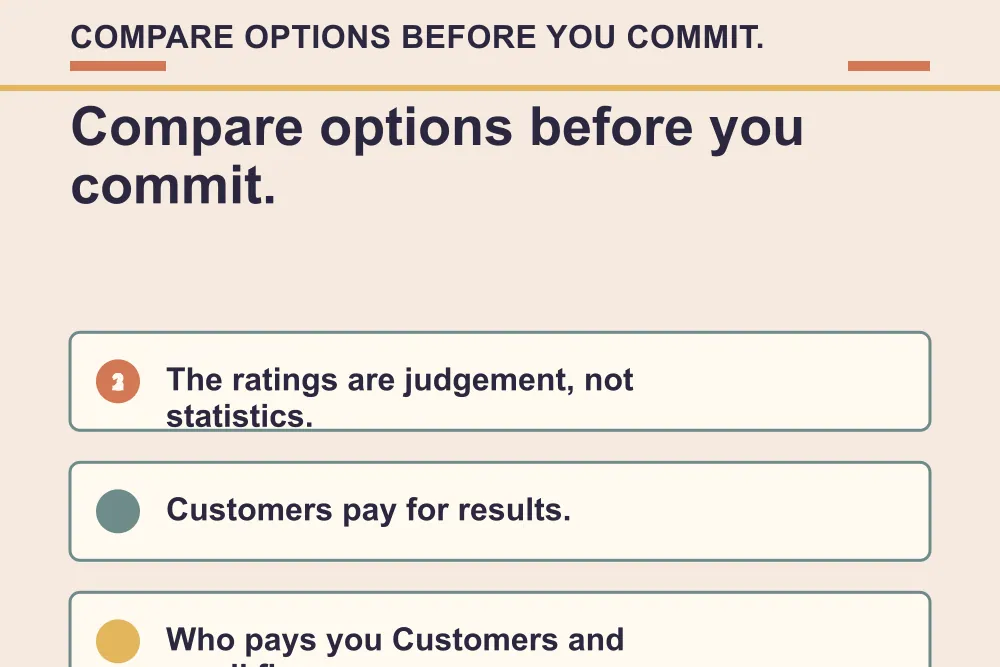 COMPARE OPTIONS BEFORE YOU COMMIT.
Compare options before you
commit.
The ratings are judgement, not
statistics.
Customers pay for results.
Who pays you Customers and